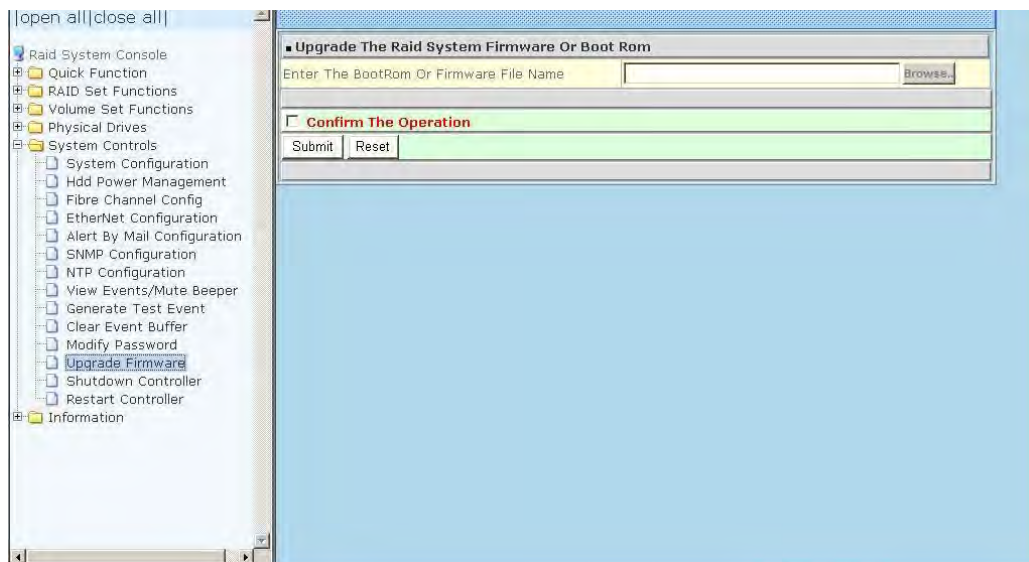 |open all|close all|
Raid System Console
Quick Function
RAID Set Functions
Volume Set Functions
Physical Drives
System Controls
System Configuration
Hdd Power Management
Fibre Channel Config
EtherNet Configuration
Alert By Mail Configuration
SNMP Configuration
NTP Configuration
View Events/Mute Beeper
Generate Test Event
Clear Event Buffer
Modify Password
Upgrade Firmware
Shutdown Controller
Restart Controller
Information
Upgrade The Raid System Firmware Or Boot Rom
Enter The BootRom Or Firmware File Name
Browse..
Confirm The Operation
Submit Reset